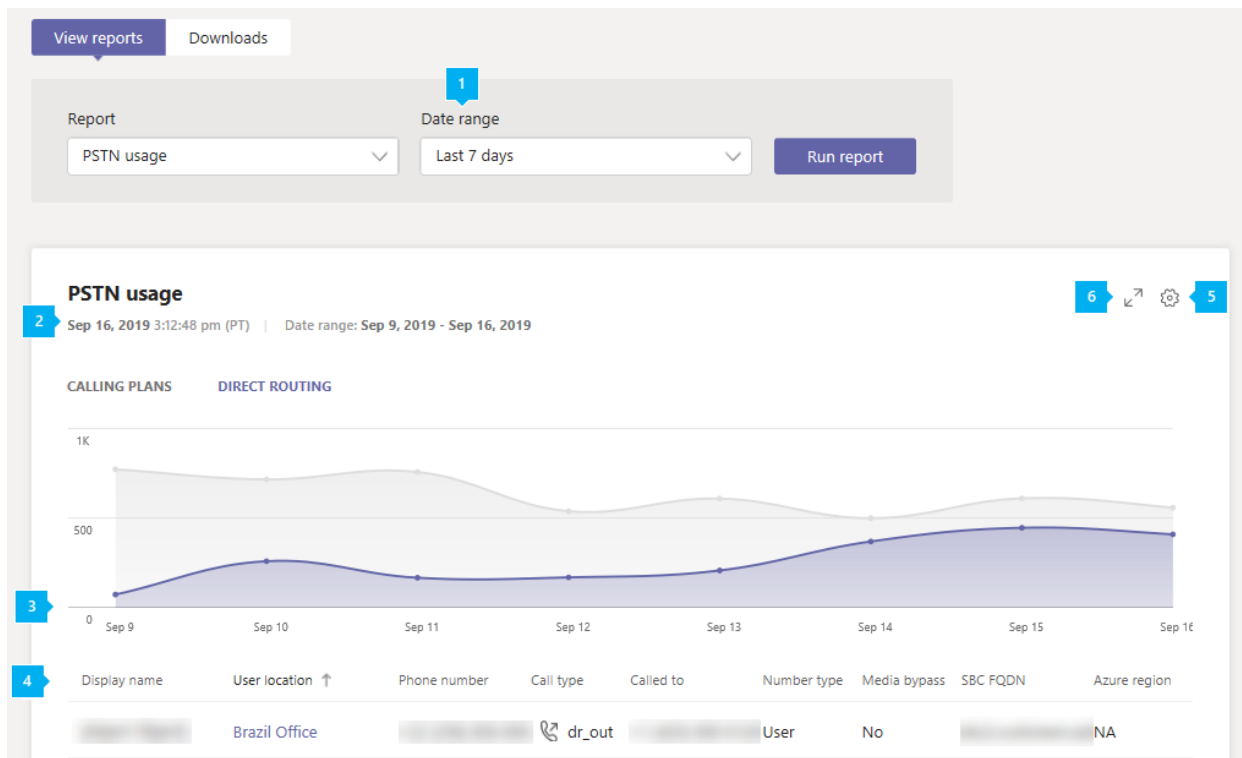 View reports Downloads
1
Report Date range
PSTN usage Last 7 days Run report
PSTN usage
6 5
2 Sep 16, 2019 3:12:48 pm (PT) | Date range: Sep 9, 2019 - Sep 16, 2019
CALLING PLANS DIRECT ROUTING
1K
500
3
0 Sep 9 Sep 10 Sep 11 Sep 12 Sep 13 Sep 14 Sep 15 Sep 16
4 Display name User location ↑ Phone number Call type Called to Number type Media bypass SBC FQDN Azure region
Brazil Office dr_out User No NA